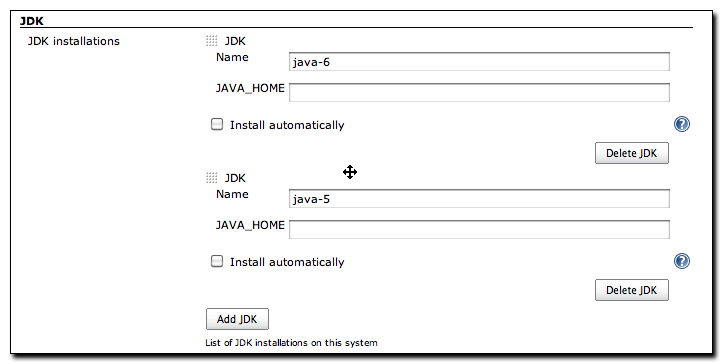 JDK
JDK installations
JDK
Name
java-6
JAVA_HOME
Install automatically
?
Delete JDK
JDK
Name
java-5
JAVA_HOME
Install automatically
?
Delete JDK
Add JDK
List of JDK installations on this system